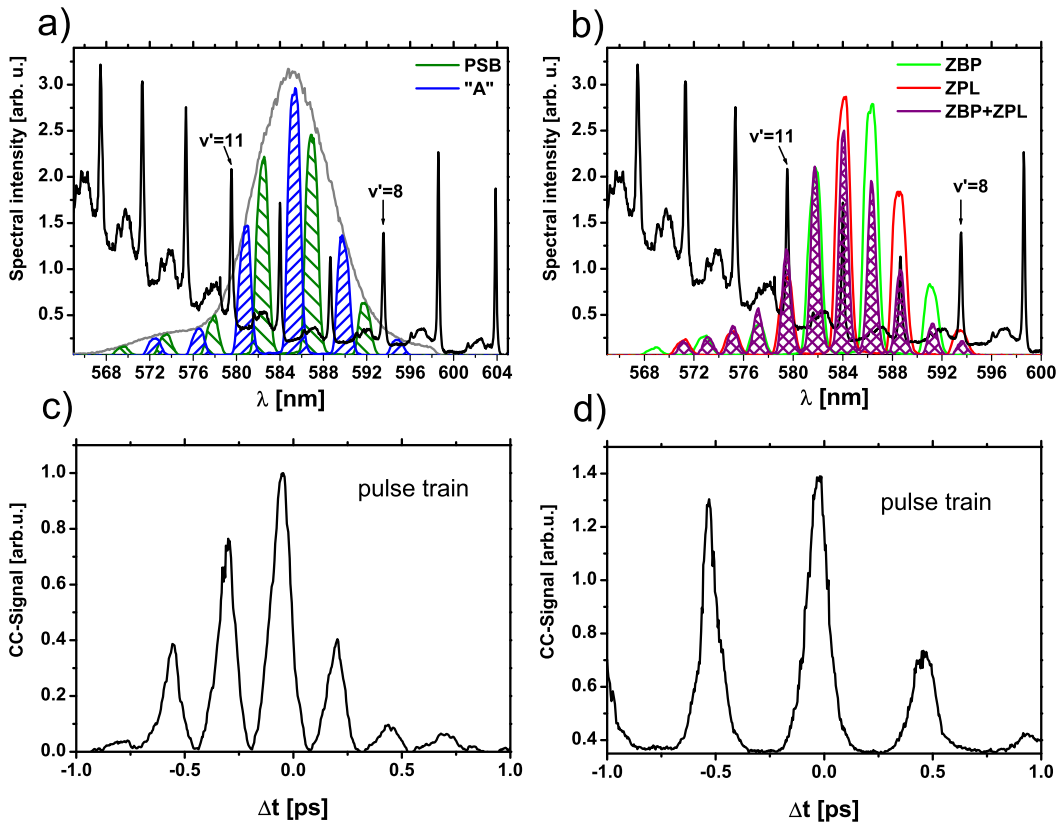 a)
PSB
"A"
v'=11
v'=8
Spectral intensity [arb. u.]
3.0
2.5
2.0
1.5
1.0
0.5
568 572 576 580 584 588 592 596 600 604
λ [nm]
b)
ZBP
ZPL
ZBP+ZPL
v'=11
v'=8
Spectral intensity [arb. u.]
3.0
2.5
2.0
1.5
1.0
0.5
568 572 576 580 584 588 592 596 600
λ [nm]
c)
pulse train
CC-Signal [arb.u.]
1.0
0.8
0.6
0.4
0.2
0.0
-1.0 -0.5 0.0 0.5 1.0
Δt [ps]
d)
pulse train
CC-Signal [arb.u.]
1.4
1.2
1.0
0.8
0.6
0.4
-1.0 -0.5 0.0 0.5 1.0
Δt [ps]